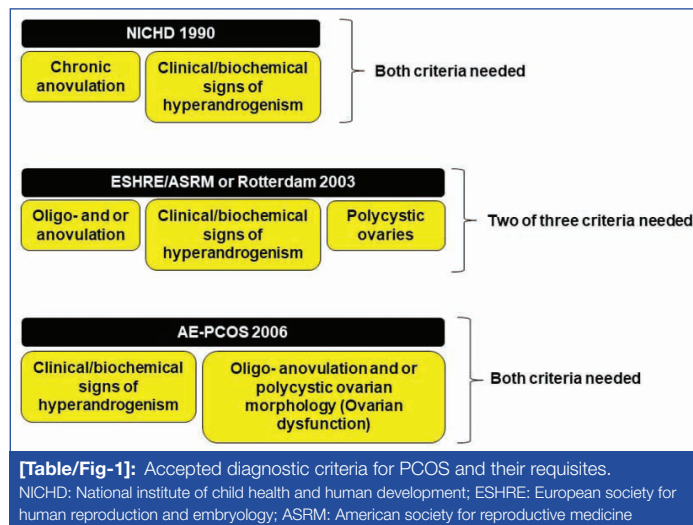 NICHD 1990
Chronic
anovulation
Clinical/biochemical
signs of
hyperandrogenism
Both criteria needed
ESHRE/ASRM or Rotterdam 2003
Oligo- and or
anovulation
Clinical/biochemical
signs of
hyperandrogenism
Polycystic
ovaries
Two of three criteria needed
AE-PCOS 2006
Clinical/biochemical
signs of
hyperandrogenism
Oligo- anovulation and or
polycystic ovarian
morphology (Ovarian
dysfunction)
Both criteria needed
[Table/Fig-1]: Accepted diagnostic criteria for PCOS and their requisites.
NICHD: National institute of child health and human development; ESHRE: European society for
human reproduction and embryology; ASRM: American society for reproductive medicine